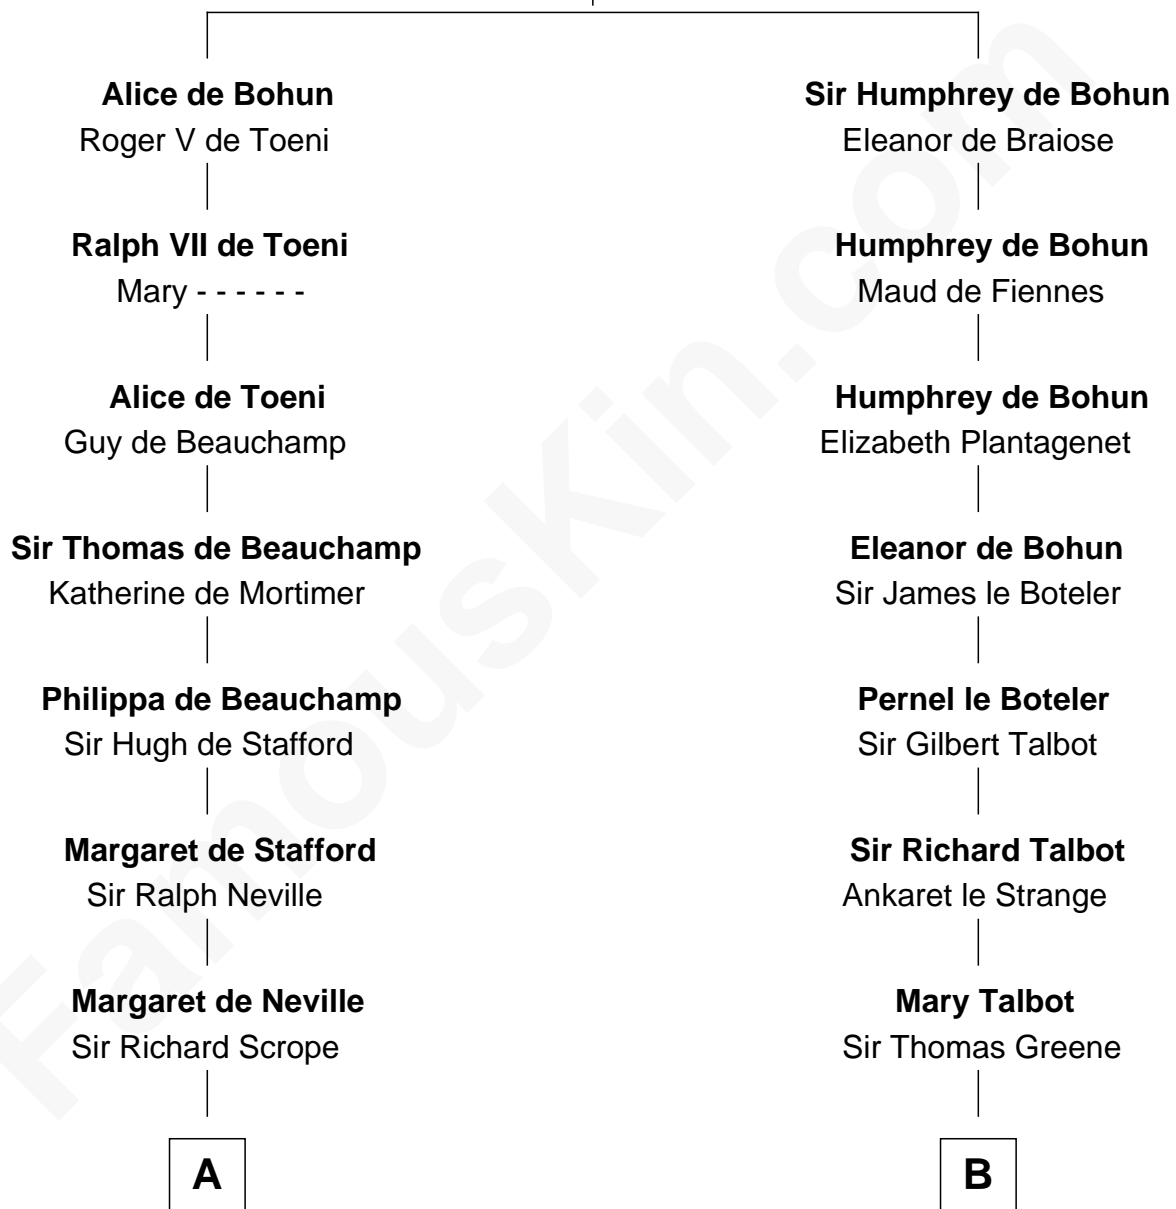 Alice de Bohun
Roger V de Toeni
Ralph VII de Toeni
Mary - - - - - -
Alice de Toeni
Guy de Beauchamp
Sir Thomas de Beauchamp
Katherine de Mortimer
Philippa de Beauchamp
Sir Hugh de Stafford
Margaret de Stafford
Sir Ralph Neville
Margaret de Neville
Sir Richard Scrope
A
Sir Humphrey de Bohun
Eleanor de Braiose
Humphrey de Bohun
Maud de Fiennes
Humphrey de Bohun
Elizabeth Plantagenet
Eleanor de Bohun
Sir James le Boteler
Pernel le Boteler
Sir Gilbert Talbot
Sir Richard Talbot
Ankaret le Strange
Mary Talbot
Sir Thomas Greene
B
FamousKin.com